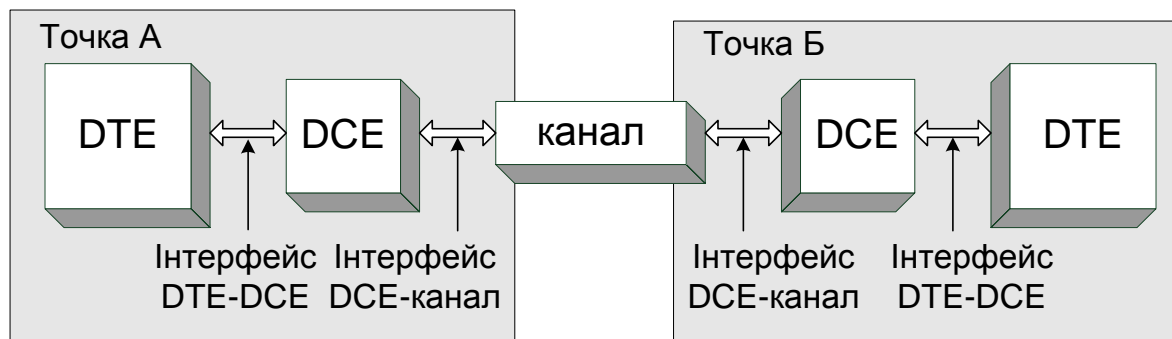 Точка А
Точка Б
DTE
DCE
канал
DCE
DTE
Інтерфейс
DTE-DCE
Інтерфейс
DCE-канал
Інтерфейс
DCE-канал
Інтерфейс
DTE-DCE